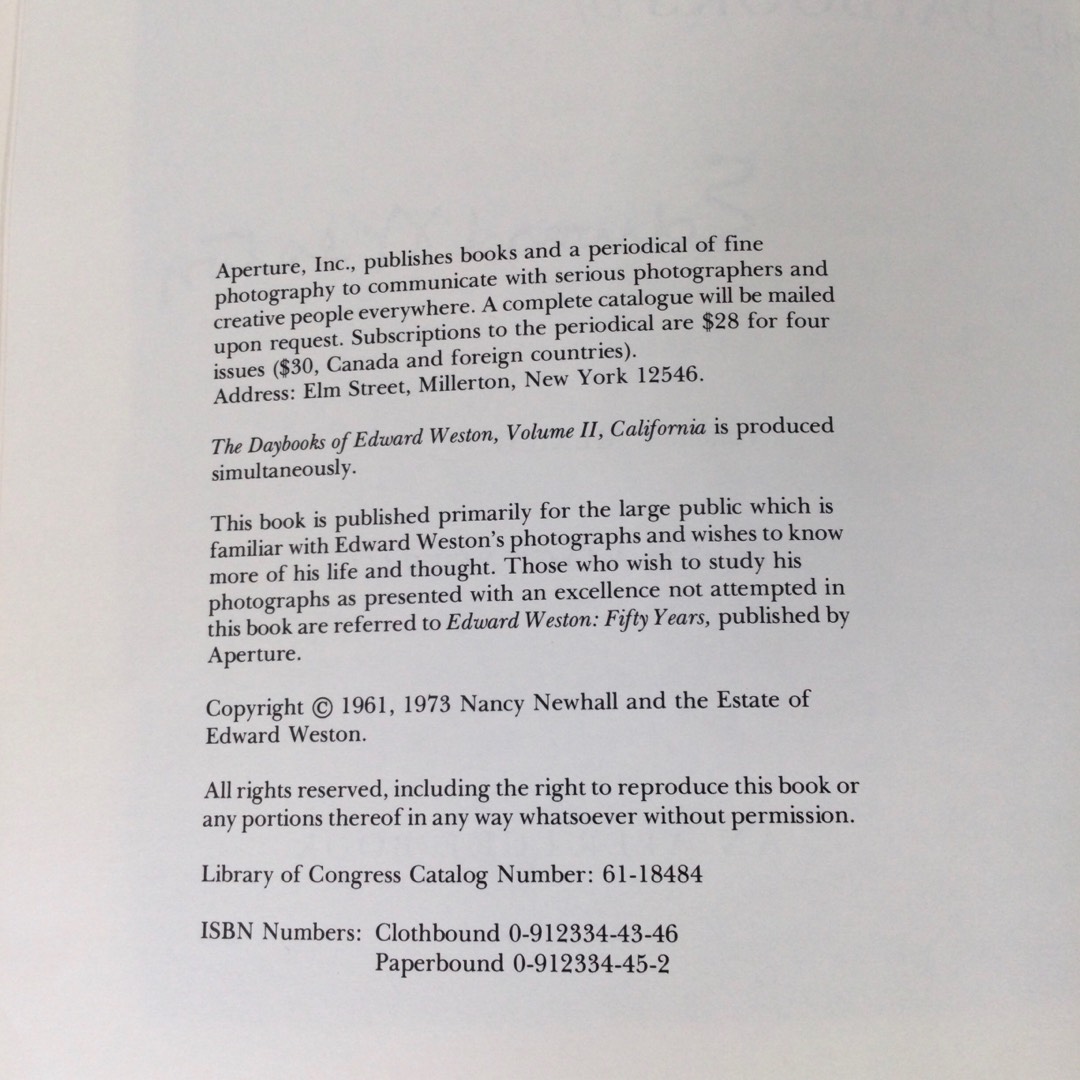 Aperture, Inc., publishes books and a periodical of fine
photography to communicate with serious photographers and
creative people everywhere. A complete catalogue will be mailed
upon request. Subscriptions to the periodical are $28 for four
issues ($30, Canada and foreign countries).
Address: Elm Street, Millerton, New York 12546.
The Daybooks of Edward Weston, Volume II, California is produced
simultaneously.
This book is published primarily for the large public which is
familiar with Edward Weston's photographs and wishes to know
more of his life and thought. Those who wish to study his
photographs as presented with an excellence not attempted in
this book are referred to Edward Weston: Fifty Years, published by
Aperture.
Copyright © 1961, 1973 Nancy Newhall and the Estate of
Edward Weston.
All rights reserved, including the right to reproduce this book or
any portions thereof in any way whatsoever without permission.
Library of Congress Catalog Number: 61-18484
ISBN Numbers: Clothbound 0-912334-43-46
Paperbound 0-912334-45-2